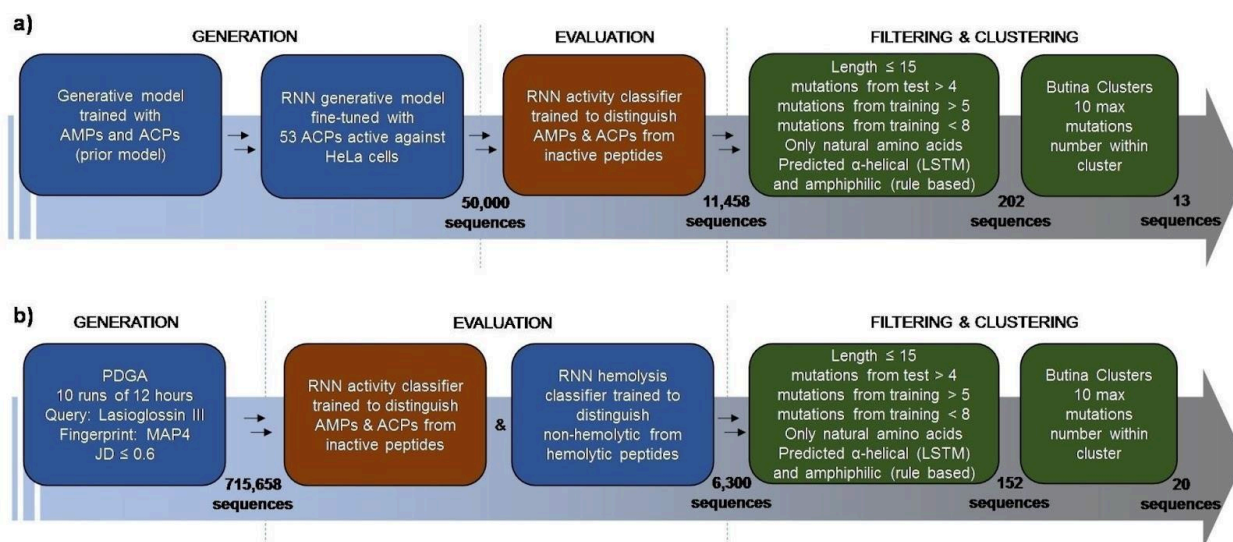 a)
GENERATION
EVALUATION
FILTERING & CLUSTERING
Generative model
trained with
AMPs and ACPs
(prior model)
RNN generative model
fine-tuned with
53 ACPs active against
HeLa cells
50,000
sequences
RNN activity classifier
trained to distinguish
AMPs & ACPs from
inactive peptides
11,458
sequences
Length ≤ 15
mutations from test > 4
mutations from training > 5
mutations from training < 8
Only natural amino acids
Predicted α-helical (LSTM)
and amphiphilic (rule based)
202
sequences
Butina Clusters
10 max
mutations
number within
cluster
13
sequences
b)
GENERATION
EVALUATION
FILTERING & CLUSTERING
PDGA
10 runs of 12 hours
Query: Lasioglossin III
Fingerprint: MAP4
JD ≤ 0.6
715,658
sequences
RNN activity classifier
trained to distinguish
AMPs & ACPs from
inactive peptides
&
RNN hemolysis
classifier trained to
distinguish
non-hemolytic from
hemolytic peptides
6,300
sequences
Length ≤ 15
mutations from test > 4
mutations from training > 5
mutations from training < 8
Only natural amino acids
Predicted α-helical (LSTM)
and amphiphilic (rule based)
152
sequences
Butina Clusters
10 max
mutations
number within
cluster
20
sequences